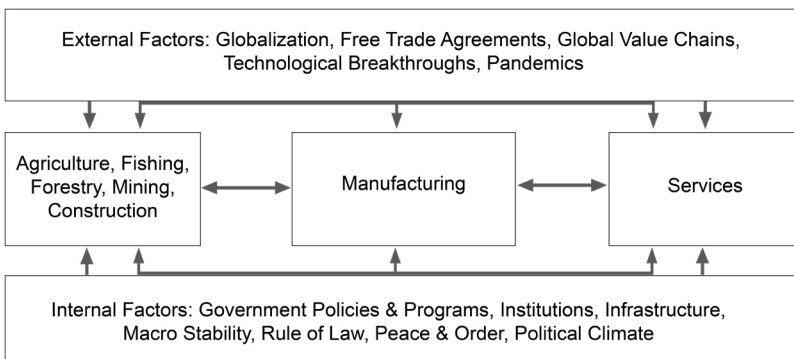 External Factors: Globalization, Free Trade Agreements, Global Value Chains,
Technological Breakthroughs, Pandemics
Agriculture, Fishing,
Forestry, Mining,
Construction
Manufacturing
Services
Internal Factors: Government Policies & Programs, Institutions, Infrastructure,
Macro Stability, Rule of Law, Peace & Order, Political Climate